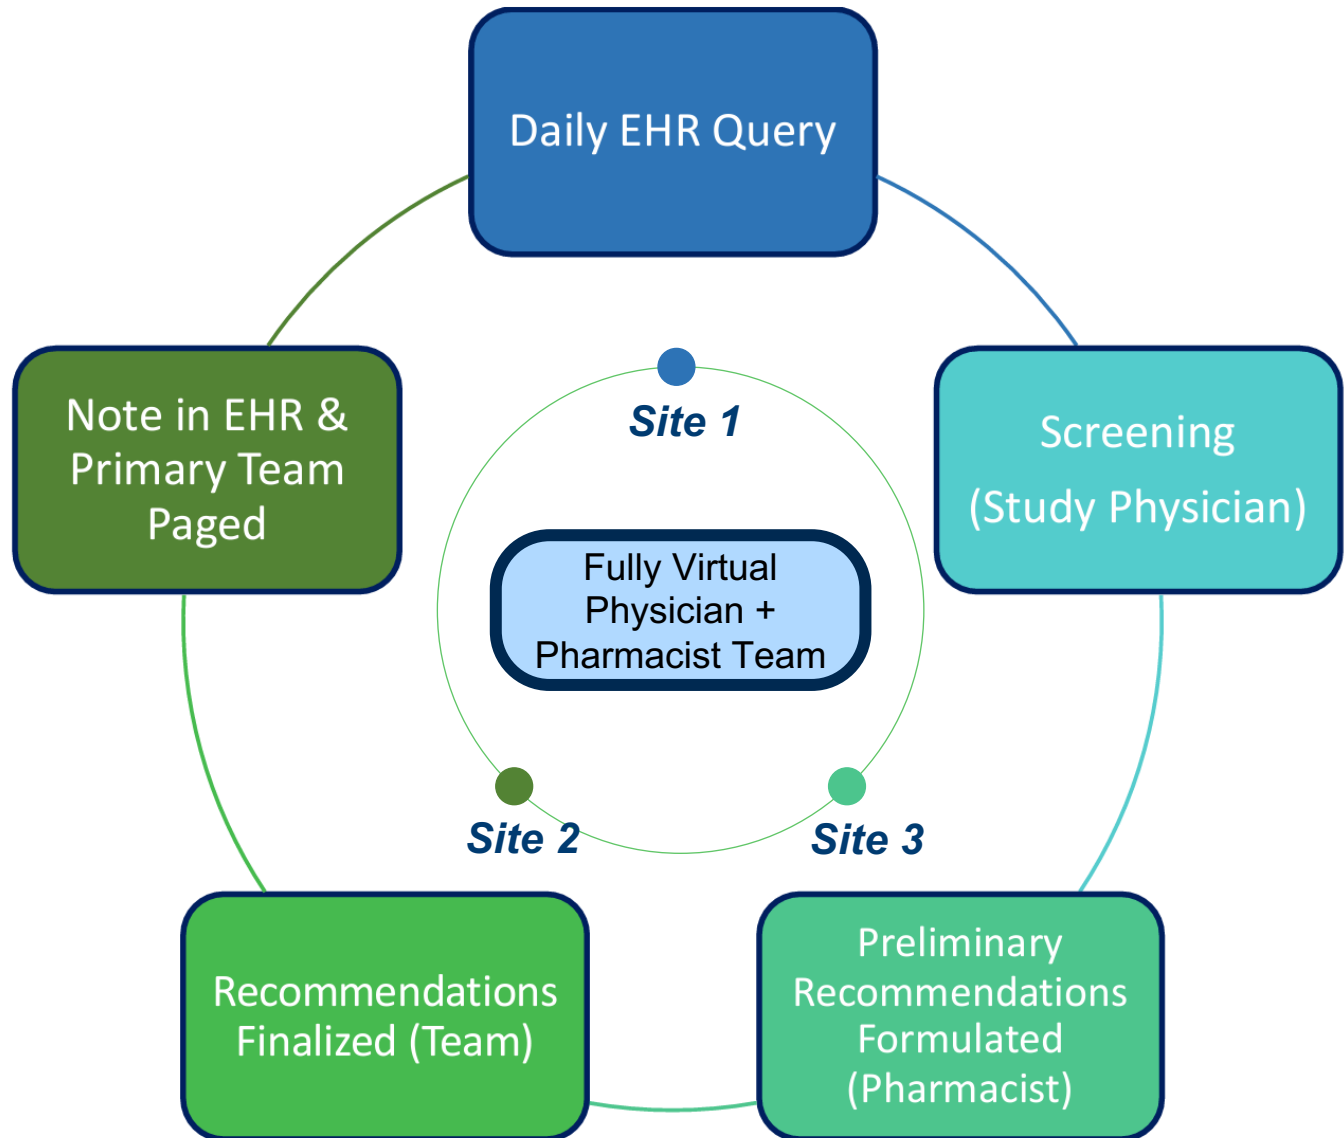 Daily EHR Query
Note in EHR &
Primary Team
Paged
Screening
(Study Physician)
Site 1
Fully Virtual
Physician +
Pharmacist Team
Site 2
Site 3
Recommendations
Finalized (Team)
Preliminary
Recommendations
Formulated
(Pharmacist)